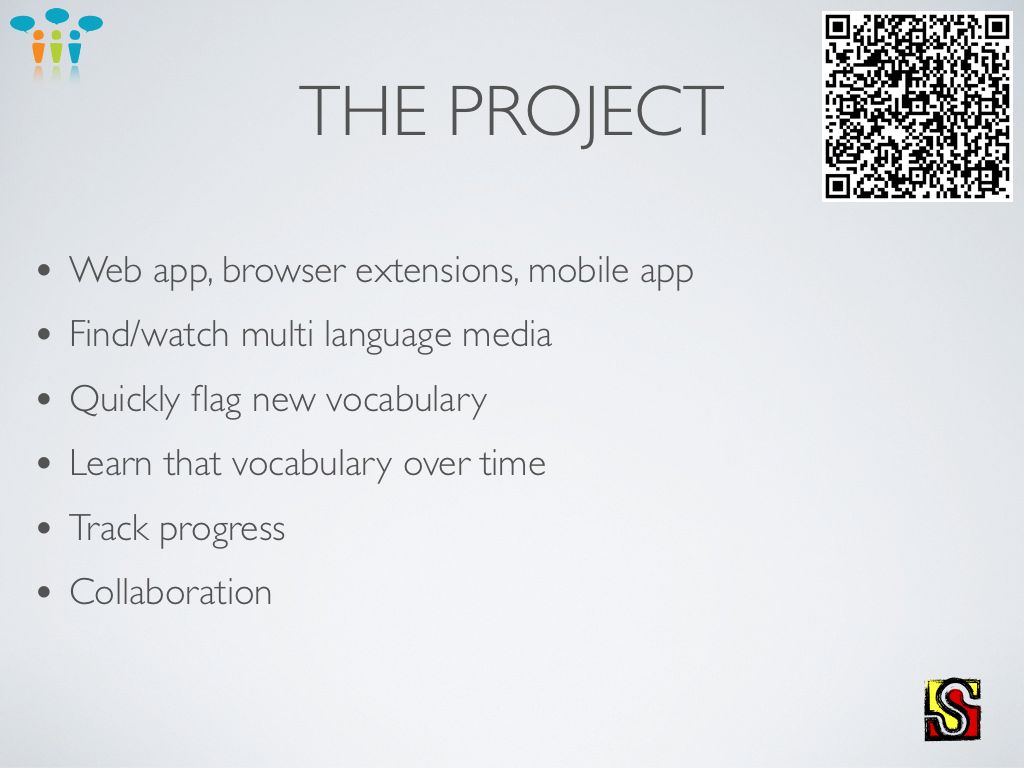 THE PROJECT
• Web app, browser extensions, mobile app
• Find/watch multi language media
• Quickly flag new vocabulary
• Learn that vocabulary over time
• Track progress
• Collaboration
S